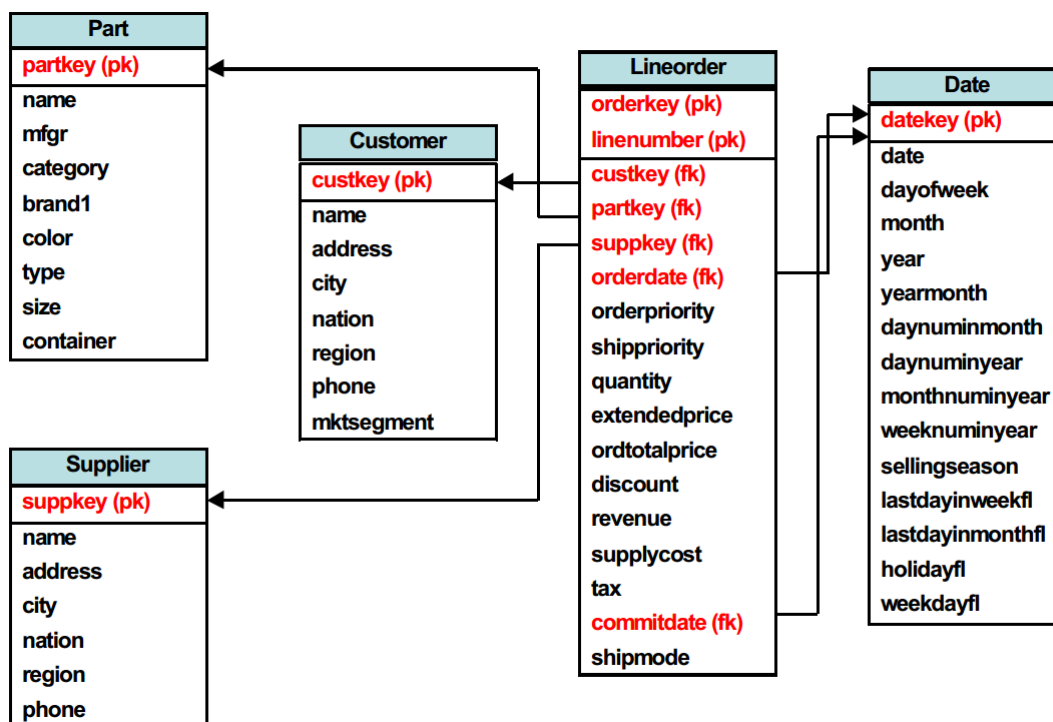 Part
partkey (pk)
name
mfgr
category
brand1
color
type
size
container
Supplier
suppkey (pk)
name
address
city
nation
region
phone
Customer
custkey (pk)
name
address
city
nation
region
phone
mktsegment
Lineorder
orderkey (pk)
linenumber (pk)
custkey (fk)
partkey (fk)
suppkey (fk)
orderdate (fk)
orderpriority
shippriority
quantity
extendedprice
ordtotalprice
discount
revenue
supplycost
tax
commitdate (fk)
shipmode
Date
datekey (pk)
date
dayofweek
month
year
yearmonth
daynuminmonth
daynuminyear
monthnuminyear
weeknuminyear
sellingseason
lastdayinweekfl
lastdayinmonthfl
holidayfl
weekdayfl